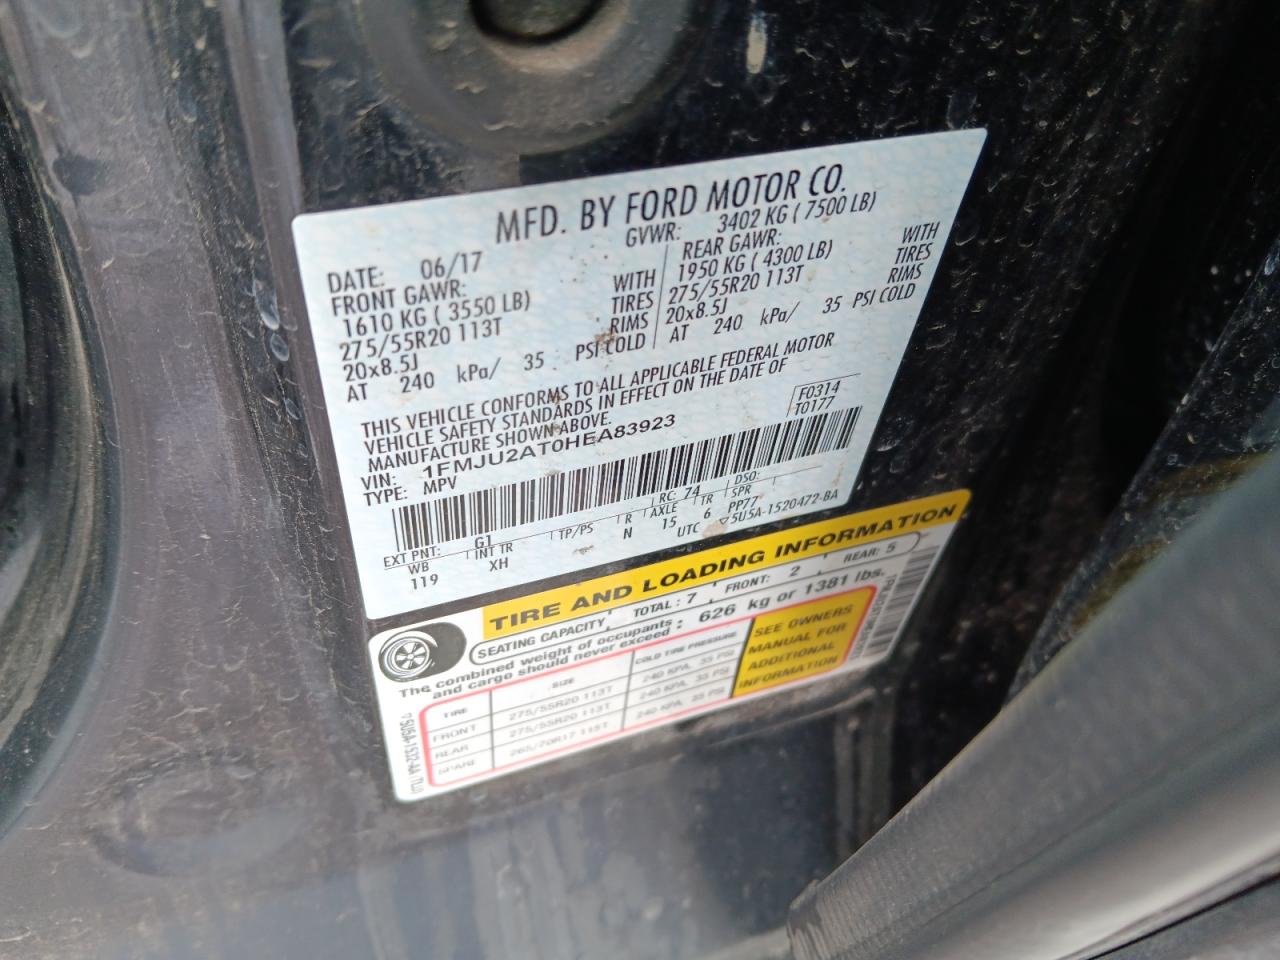 MFD. BY FORD MOTOR CO.
DATE: 06/17
GVWR: 3402 KG ( 7500 LB)
FRONT GAWR:
1610 KG ( 3550 LB) WITH
275/55R20 113T TIRES
20x8.5J RIMS
AT 240 kPa/ 35 PSI COLD
REAR GAWR: WITH
1950 KG ( 4300 LB) TIRES
275/55R20 113T RIMS
20x8.5J
AT 240 kPa/ 35 PSI COLD
THIS VEHICLE CONFORMS TO ALL APPLICABLE FEDERAL MOTOR
VEHICLE SAFETY STANDARDS IN EFFECT ON THE DATE OF
MANUFACTURE SHOWN ABOVE.
F0314
VIN: 1FMJU2AT0HEA83923
T0177
TYPE: MPV
EXT PNT: G1 RC: 74 DSO:
WB INT TR TP/PS R AXLE TR SPR
119 XH N 15 6 PP77
UTC ▽5U5A-1520472-BA
TIRE AND LOADING INFORMATION
SEATING CAPACITY TOTAL : 7 FRONT: 2 REAR: 5
The combined weight of occupants
and cargo should never exceed : 626 kg or 1381 lbs.
TIRE SIZE COLD TIRE PRESSURE
FRONT 275/55R20 113T 240 KPA, 35 PSI
REAR 275/55R20 113T 240 KPA, 35 PSI
SPARE 265/70R17 115T 240 KPA, 35 PSI
SEE OWNERS
MANUAL FOR
ADDITIONAL
INFORMATION